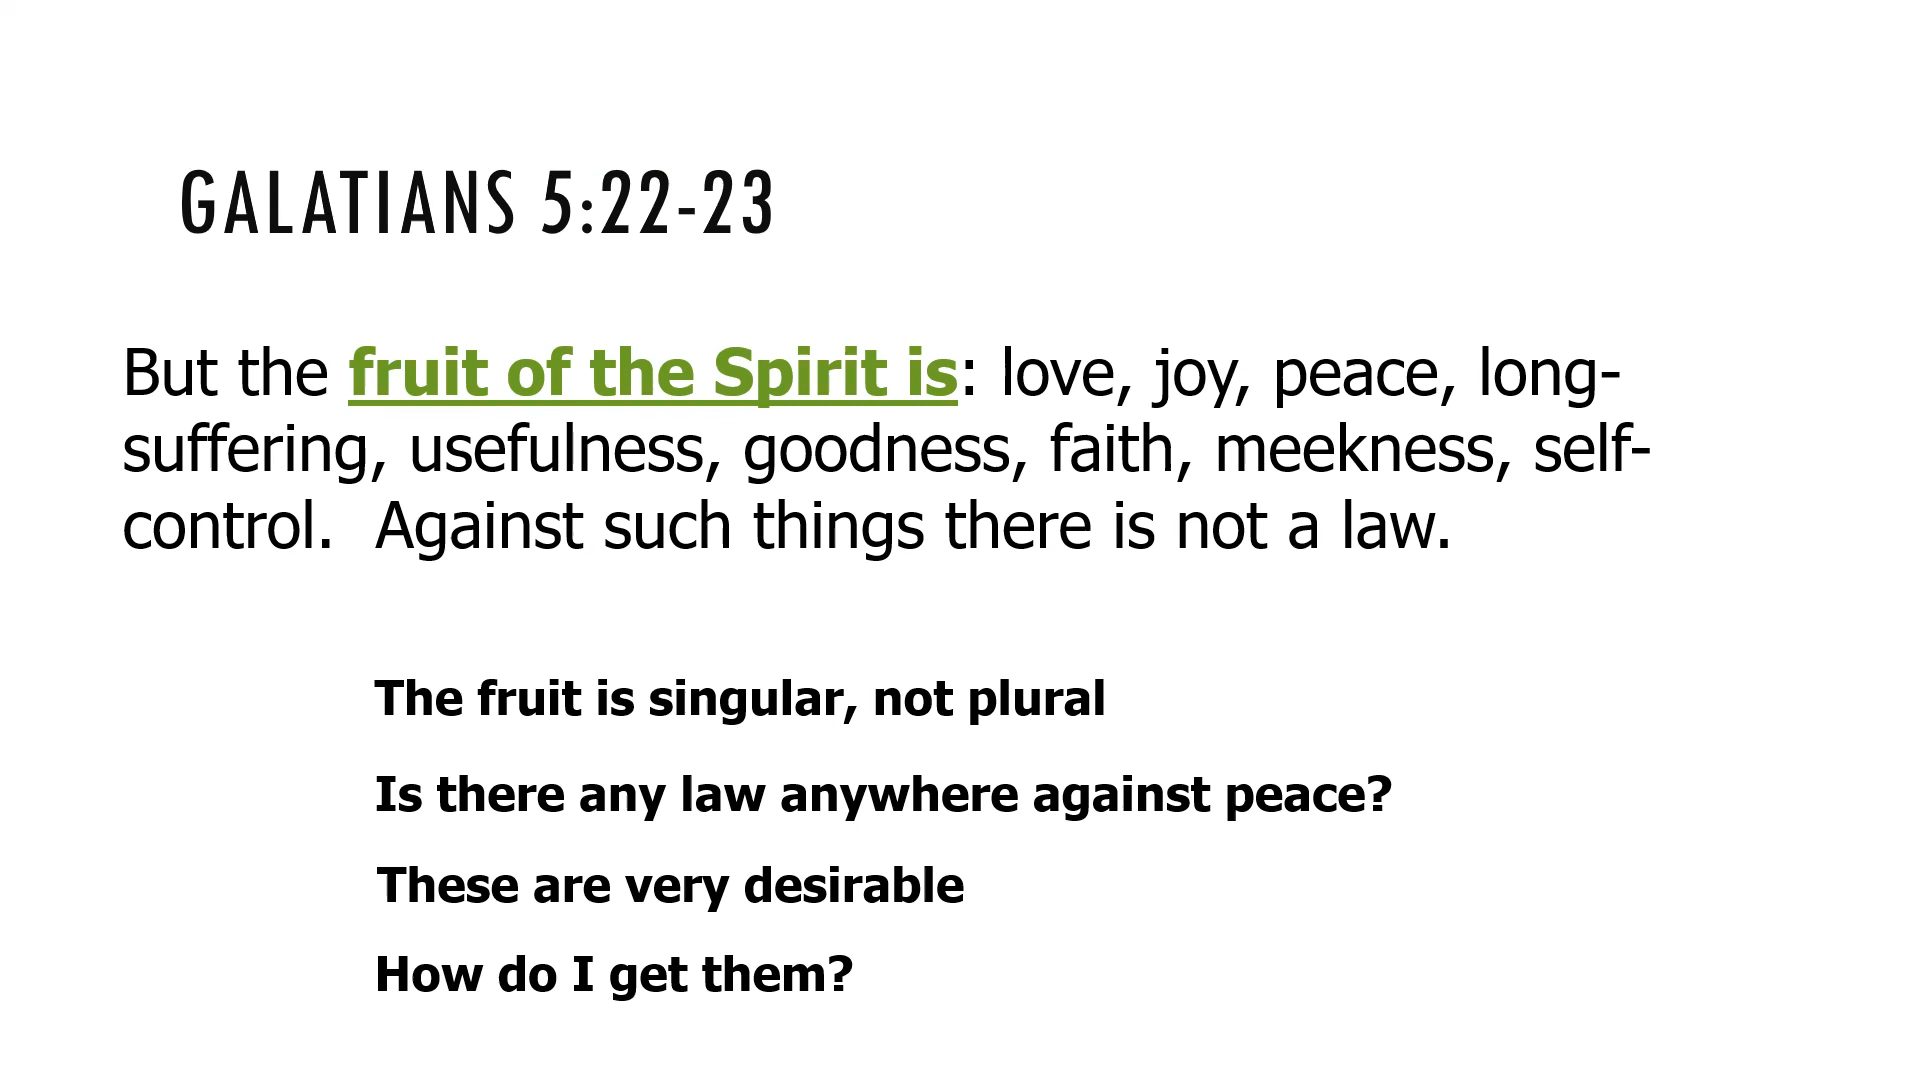 GALATIANS 5:22-23
But the fruit of the Spirit is: love, joy, peace, long-
suffering, usefulness, goodness, faith, meekness, self-
control.  Against such things there is not a law.
The fruit is singular, not plural
Is there any law anywhere against peace?
These are very desirable
How do I get them?